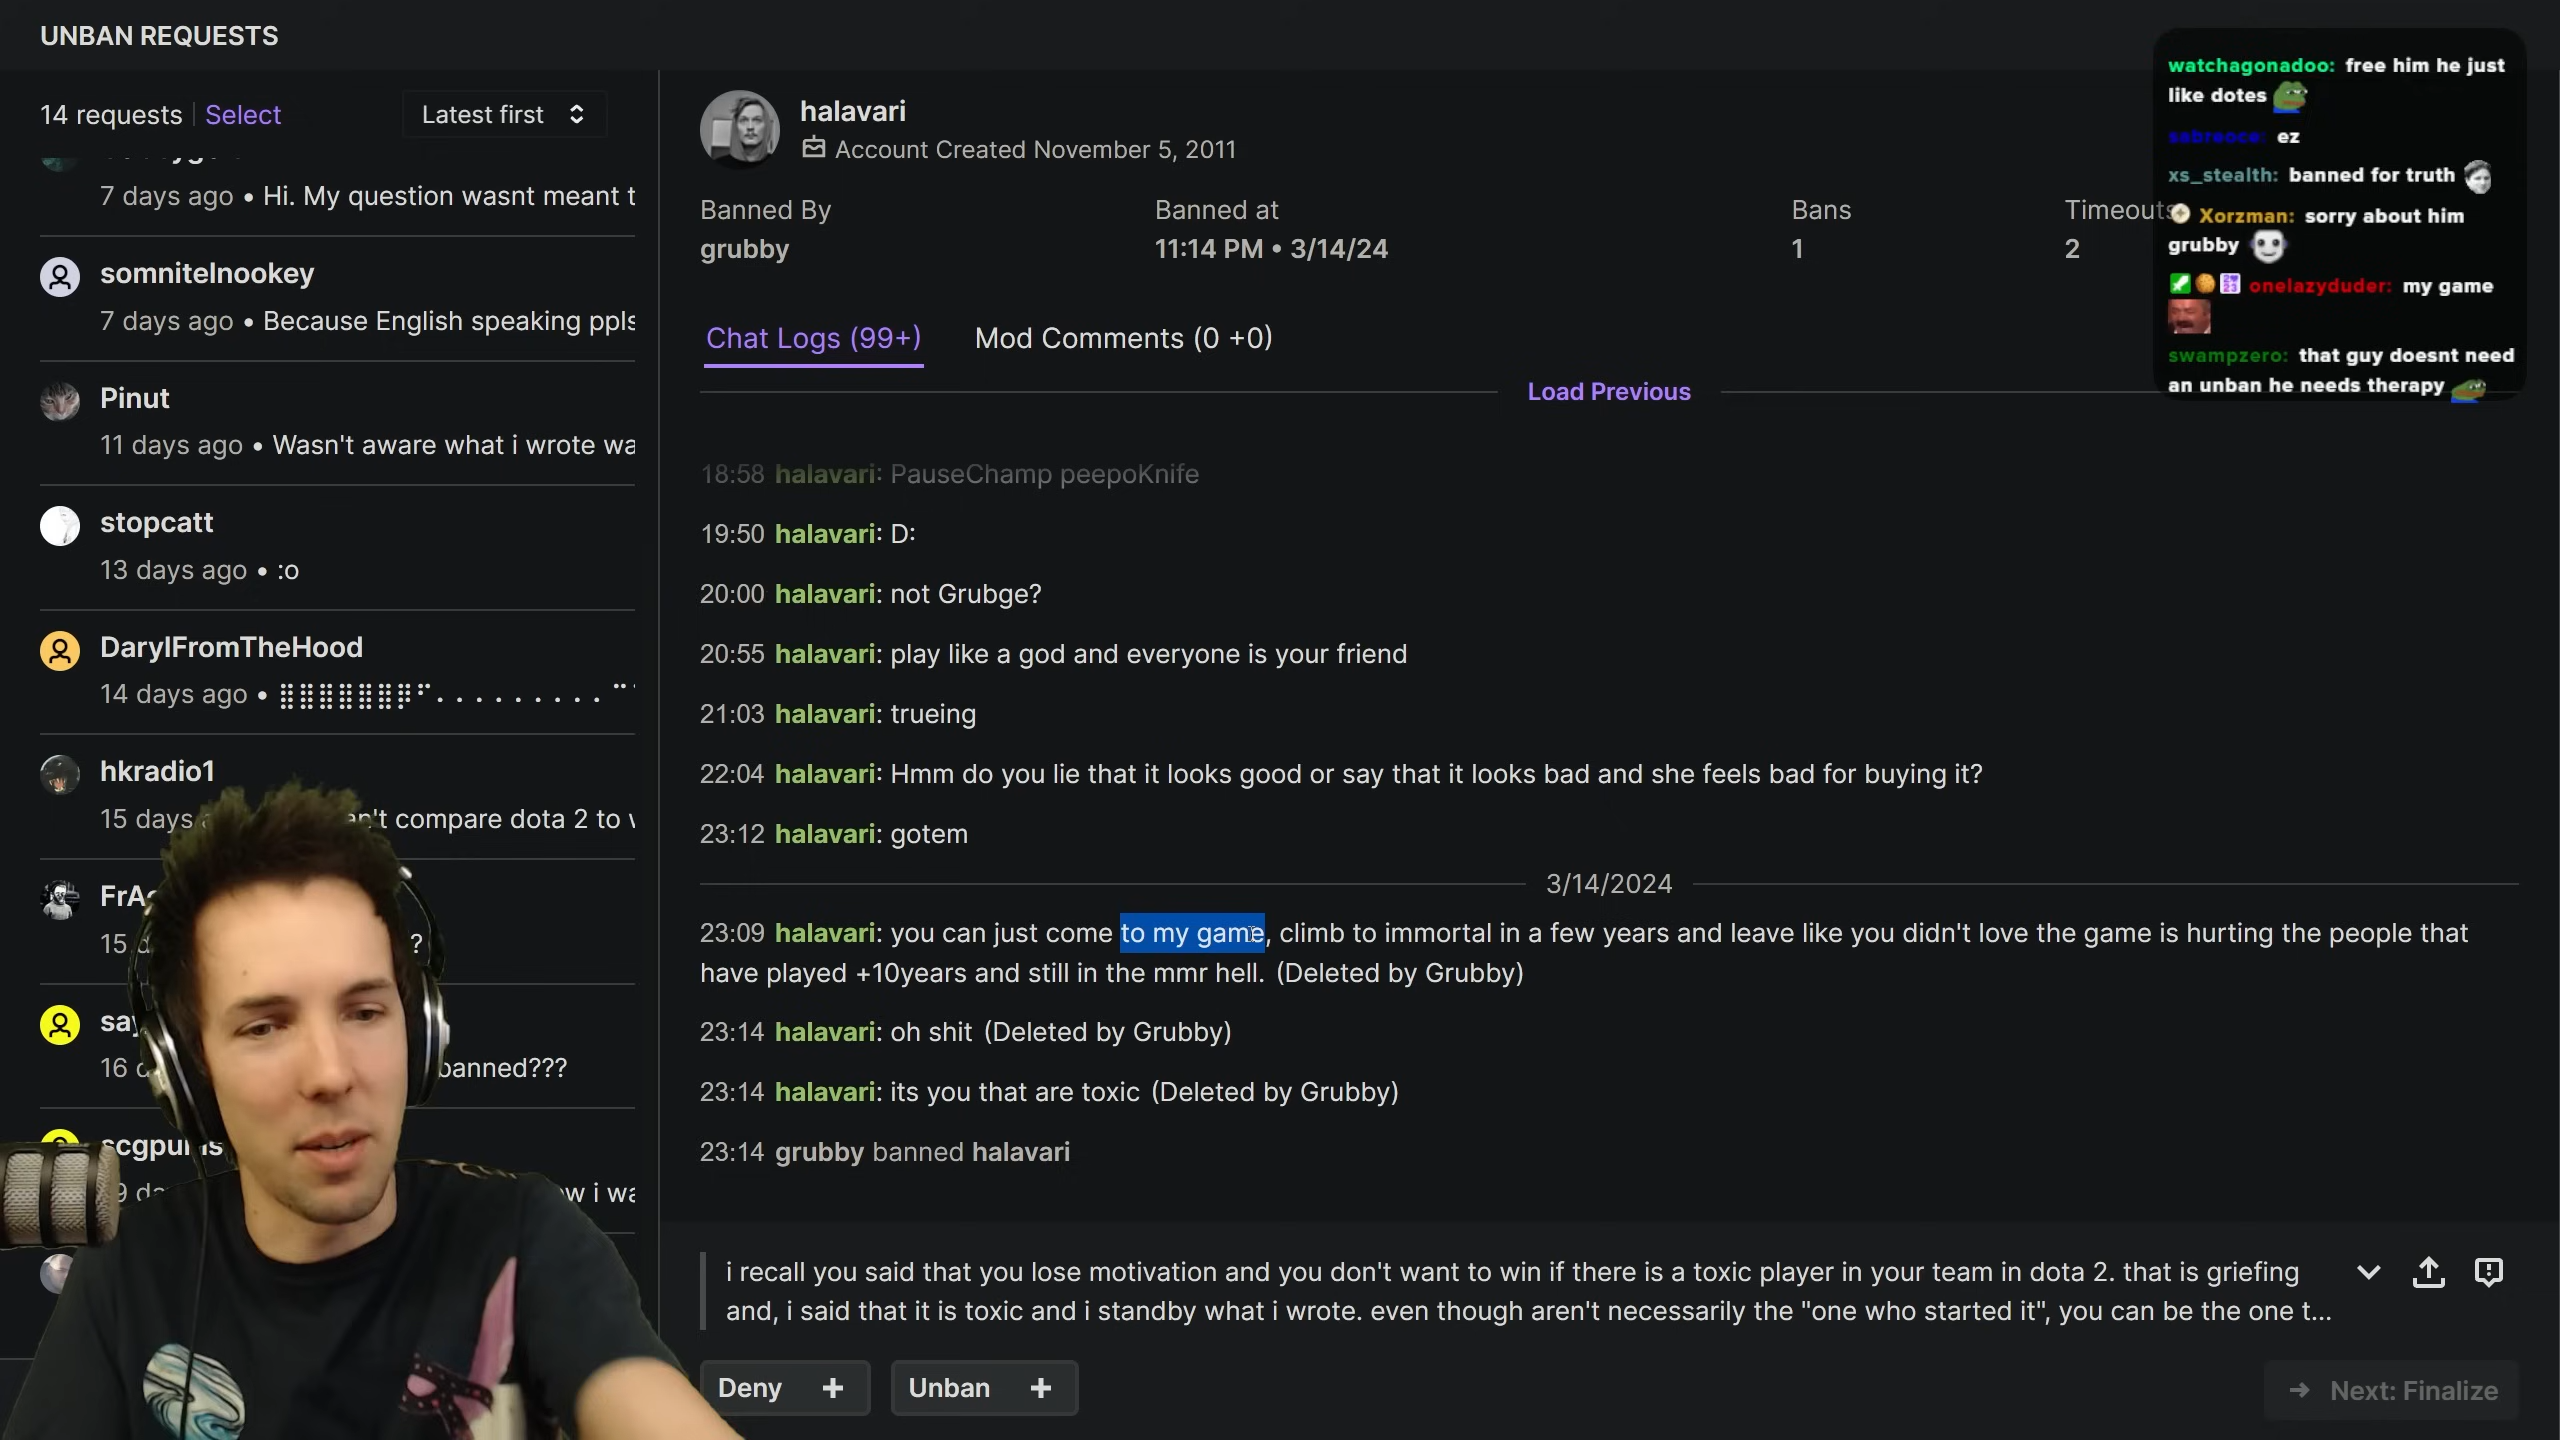 UNBAN REQUESTS
14 requests
Select
Latest first
7 days ago • Hi. My question wasnt meant t
somnitelnookey
7 days ago • Because English speaking ppls
Pinut
11 days ago • Wasn't aware what i wrote wa
stopcatt
13 days ago • :o
DarylFromTheHood
14 days ago •
hkradio1
15 days
compare dota 2 to
15
?
16
banned???
halavari
Account Created November 5, 2011
Banned By
grubby
Banned at
11:14 PM • 3/14/24
Bans
1
Timeouts
2
Chat Logs (99+)
Mod Comments (0 +0)
Load Previous
18:58 halavari: PauseChamp peepoKnife
19:50 halavari: D:
20:00 halavari: not Grubge?
20:55 halavari: play like a god and everyone is your friend
21:03 halavari: trueing
22:04 halavari: Hmm do you lie that it looks good or say that it looks bad and she feels bad for buying it?
23:12 halavari: gotem
3/14/2024
23:09 halavari: you can just come to my game, climb to immortal in a few years and leave like you didn't love the game is hurting the people that
have played +10years and still in the mmr hell. (Deleted by Grubby)
23:14 halavari: oh shit (Deleted by Grubby)
23:14 halavari: its you that are toxic (Deleted by Grubby)
23:14 grubby banned halavari
i recall you said that you lose motivation and you don't want to win if there is a toxic player in your team in dota 2. that is griefing
and, i said that it is toxic and i standby what i wrote. even though aren't necessarily the "one who started it", you can be the one t...
Deny +
Unban +
Next: Finalize
watchagonadoo: free him he just
like dotes
sabreoce: ez
xs_stealth: banned for truth
Xorzman: sorry about him
grubby
onelazyduder: my game
swampzero: that guy doesnt need
an unban he needs therapy